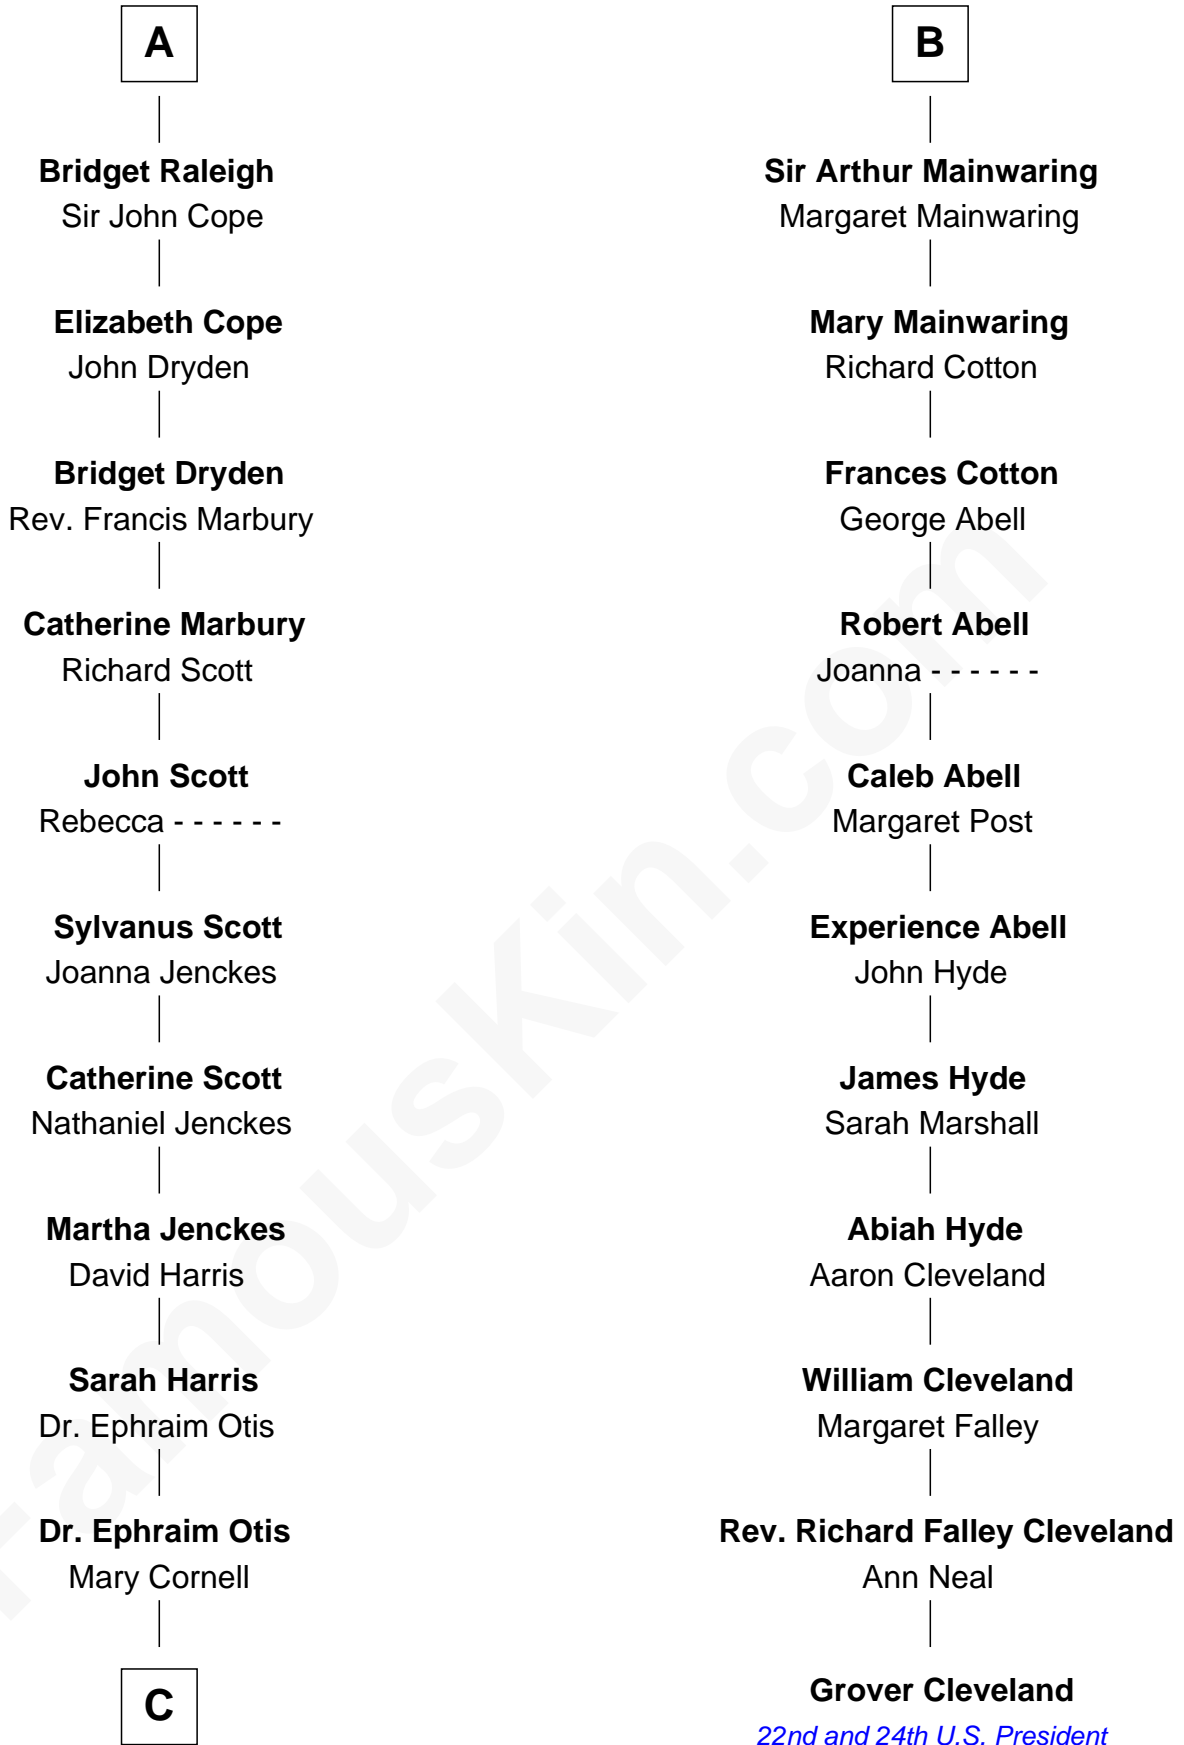 A
Bridget Raleigh
Sir John Cope
Elizabeth Cope
John Dryden
Bridget Dryden
Rev. Francis Marbury
Catherine Marbury
Richard Scott
John Scott
Rebecca - - - - - -
Sylvanus Scott
Joanna Jenckes
Catherine Scott
Nathaniel Jenckes
Martha Jenckes
David Harris
Sarah Harris
Dr. Ephraim Otis
Dr. Ephraim Otis
Mary Cornell
C
B
Sir Arthur Mainwaring
Margaret Mainwaring
Mary Mainwaring
Richard Cotton
Frances Cotton
George Abell
Robert Abell
Joanna - - - - - -
Caleb Abell
Margaret Post
Experience Abell
John Hyde
James Hyde
Sarah Marshall
Abiah Hyde
Aaron Cleveland
William Cleveland
Margaret Falley
Rev. Richard Falley Cleveland
Ann Neal
Grover Cleveland
22nd and 24th U.S. President
FamousKin.com